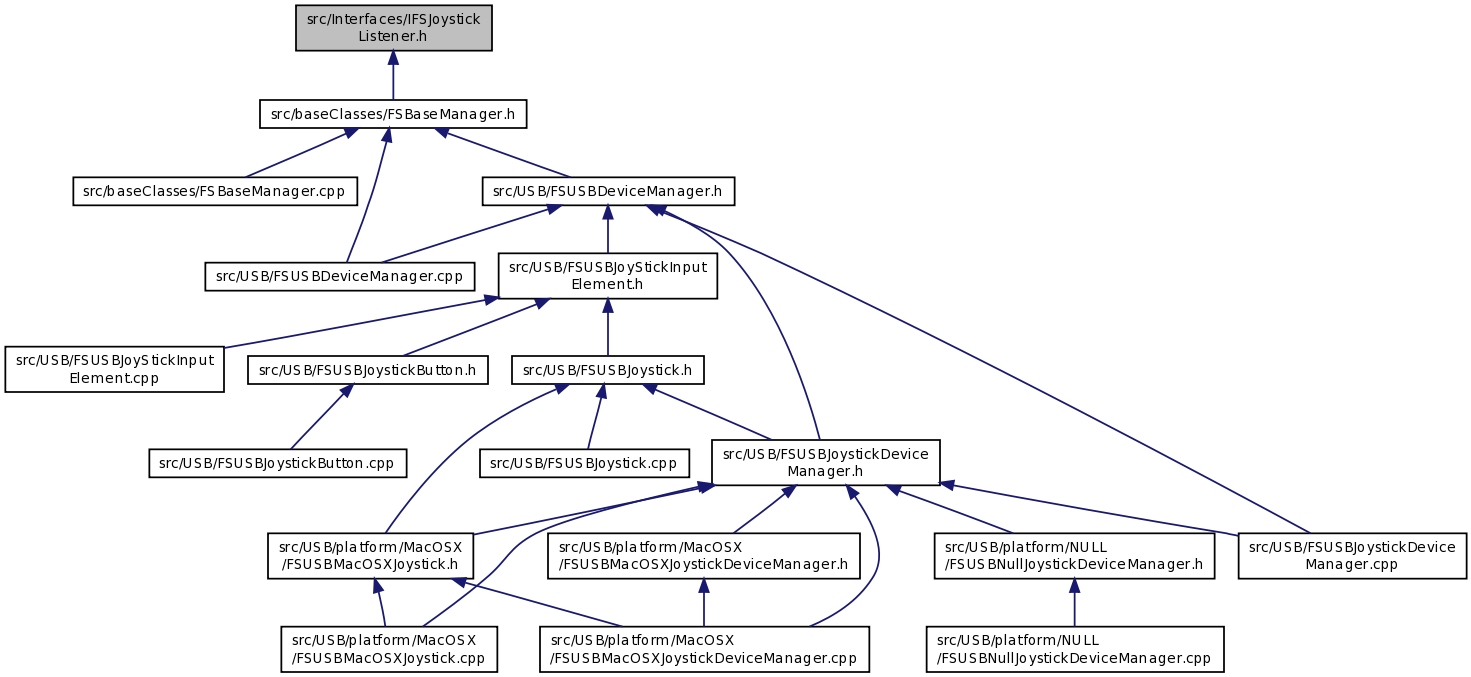 src/Interfaces/IFSJoystick
Listener.h
src/baseClasses/FSBaseManager.h
src/baseClasses/FSBaseManager.cpp
src/USB/FSUSBDeviceManager.h
src/USB/FSUSBDeviceManager.cpp
src/USB/FSUSBJoyStickInput
Element.h
src/USB/FSUSBJoyStickInput
Element.cpp
src/USB/FSUSBJoystickButton.h
src/USB/FSUSBJoystick.h
src/USB/FSUSBJoystickButton.cpp
src/USB/FSUSBJoystick.cpp
src/USB/FSUSBJoystickDevice
Manager.h
src/USB/platform/MacOSX
/FSUSBMacOSXJoystick.h
src/USB/platform/MacOSX
/FSUSBMacOSXJoystickDeviceManager.h
src/USB/platform/NULL
/FSUSBNullJoystickDeviceManager.h
src/USB/FSUSBJoystickDevice
Manager.cpp
src/USB/platform/MacOSX
/FSUSBMacOSXJoystick.cpp
src/USB/platform/MacOSX
/FSUSBMacOSXJoystickDeviceManager.cpp
src/USB/platform/NULL
/FSUSBNullJoystickDeviceManager.cpp